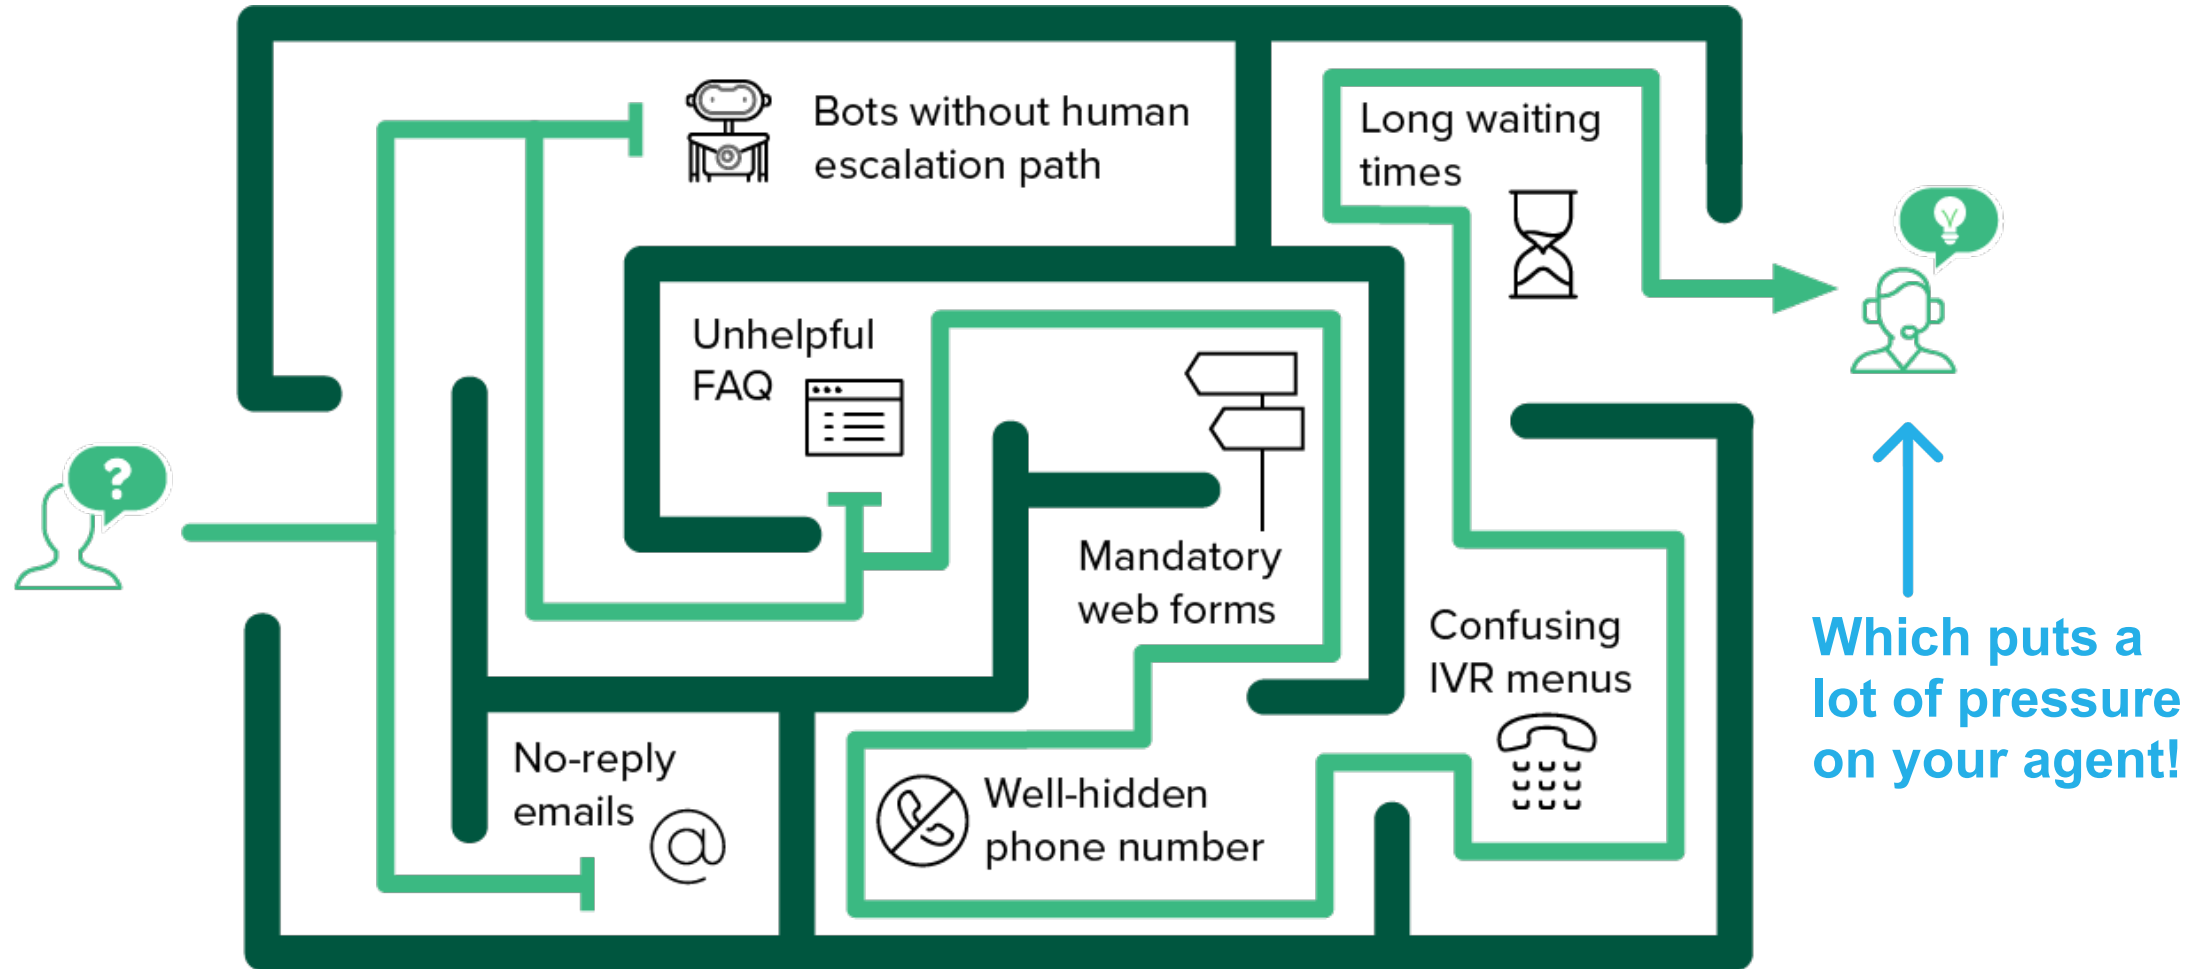 Bots without human
escalation path
Long waiting
times
Unhelpful
FAQ
?
Mandatory
web forms
Confusing
IVR menus
Which puts a
lot of pressure
on your agent!
No-reply
emails
@
Well-hidden
phone number